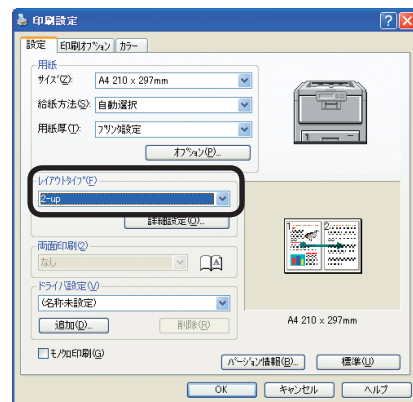 印刷設定
設定 印刷オプション カラー
用紙
サイズ(Z): A4 210 x 297mm
給紙方法(S): 自動選択
用紙厚(T): プリンタ設定
オプション(P)...
レイアウトタイプ(E)
2-up
詳細設定(O)...
両面印刷(2)
なし
A
ドライバ設定(V)
(名称未設定)
追加(D)... 削除(R)
モノクロ印刷(G)
1 2
A4 210 x 297mm
バージョン情報(B)... 標準(U)
OK キャンセル ヘルプ